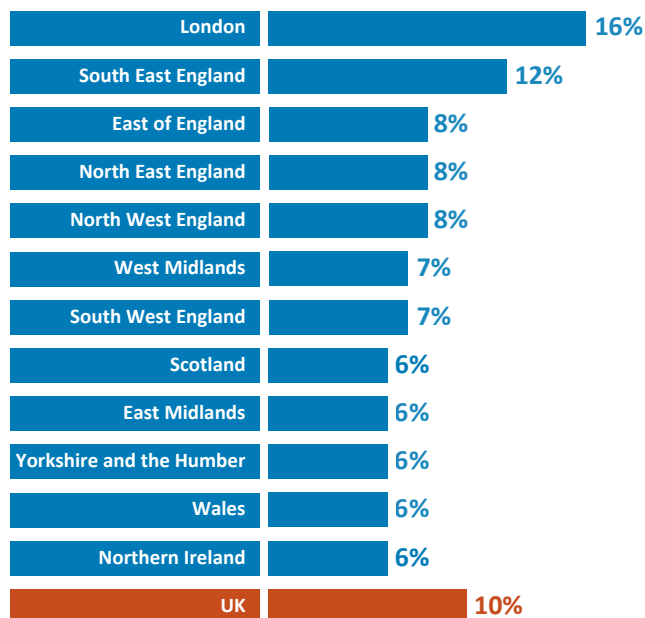 London 16%
South East England 12%
East of England 8%
North East England 8%
North West England 8%
West Midlands 7%
South West England 7%
Scotland 6%
East Midlands 6%
Yorkshire and the Humber 6%
Wales 6%
Northern Ireland 6%
UK 10%